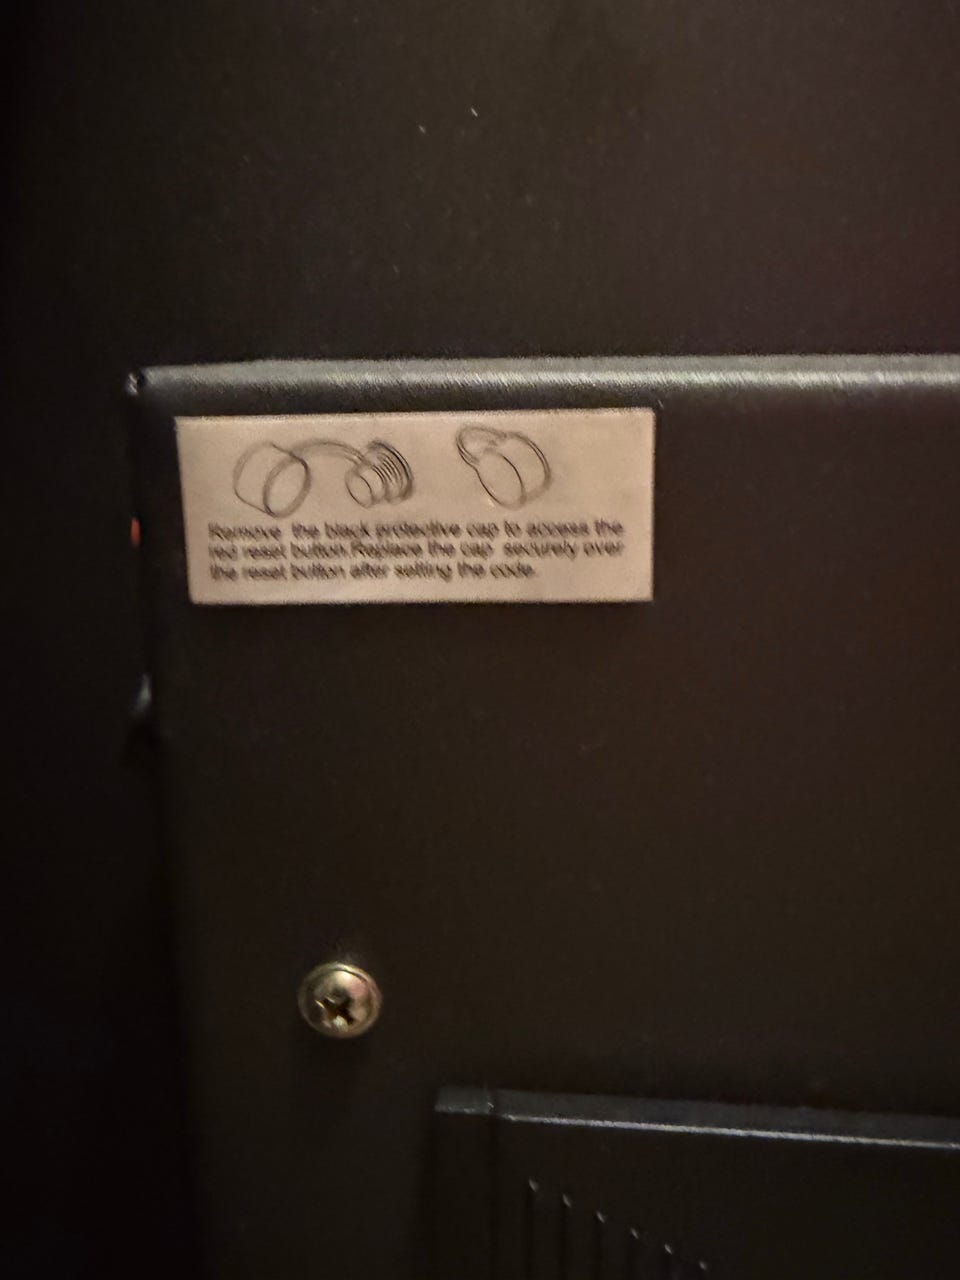 Remove the black protective cap to access the
red reset button.Replace the cap securely over
the reset button after setting the code.